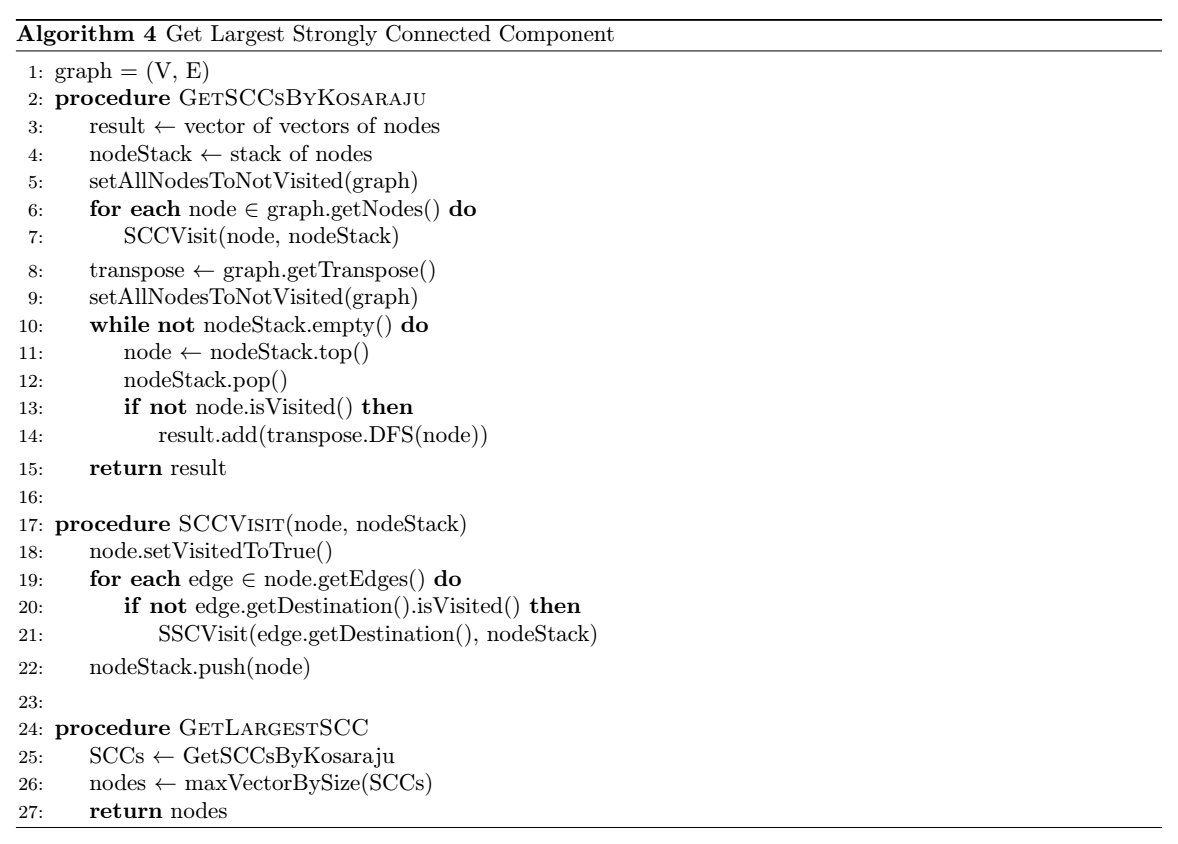 Algorithm 4 Get Largest Strongly Connected Component
1: graph = (V, E)
2: procedure GETSCCSBYKOSARAJU
3: result ← vector of vectors of nodes
4: nodeStack ← stack of nodes
5: setAllNodesToNotVisited(graph)
6: for each node ∈ graph.getNodes() do
7: SCCVisit(node, nodeStack)
8: transpose ← graph.getTranspose()
9: setAllNodesToNotVisited(graph)
10: while not nodeStack.empty() do
11: node ← nodeStack.top()
12: nodeStack.pop()
13: if not node.isVisited() then
14: result.add(transpose.DFS(node))
15: return result
16:
17: procedure SCCVISIT(node, nodeStack)
18: node.setVisitedToTrue()
19: for each edge ∈ node.getEdges() do
20: if not edge.getDestination().isVisited() then
21: SSCVisit(edge.getDestination(), nodeStack)
22: nodeStack.push(node)
23:
24: procedure GETLARGESTSCC
25: SCCs ← GetSCCsByKosaraju
26: nodes ← maxVectorBySize(SCCs)
27: return nodes